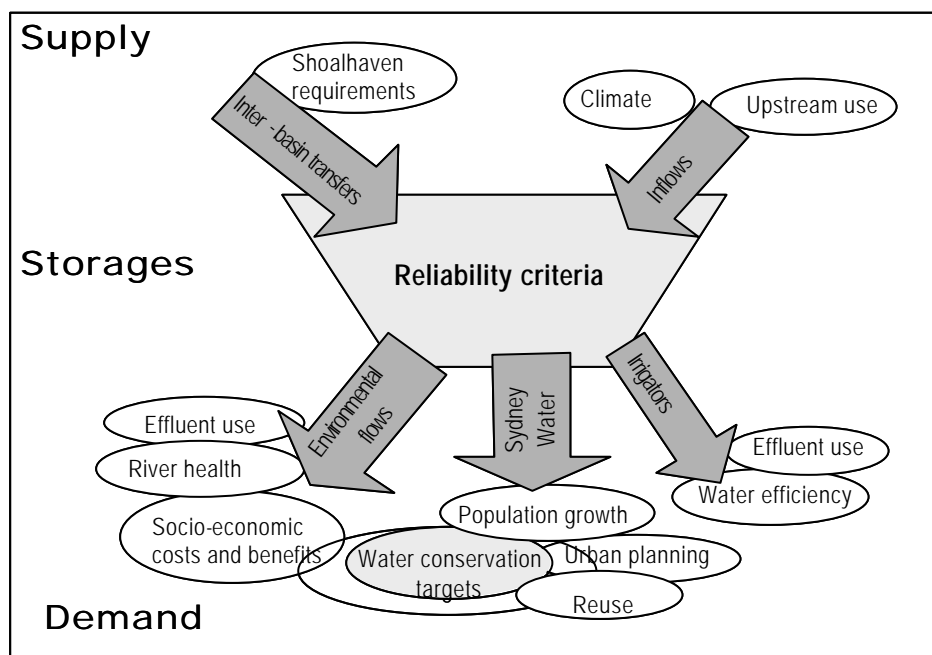 Supply
Shoalhaven
requirements
Climate
Upstream use
Inter - basin transfers
Inflows
Storages
Reliability criteria
Environmental
flows
Sydney
Water
Irrigators
Effluent use
River health
Socio-economic
costs and benefits
Effluent use
Water efficiency
Population growth
Water conservation
targets
Urban planning
Reuse
Demand